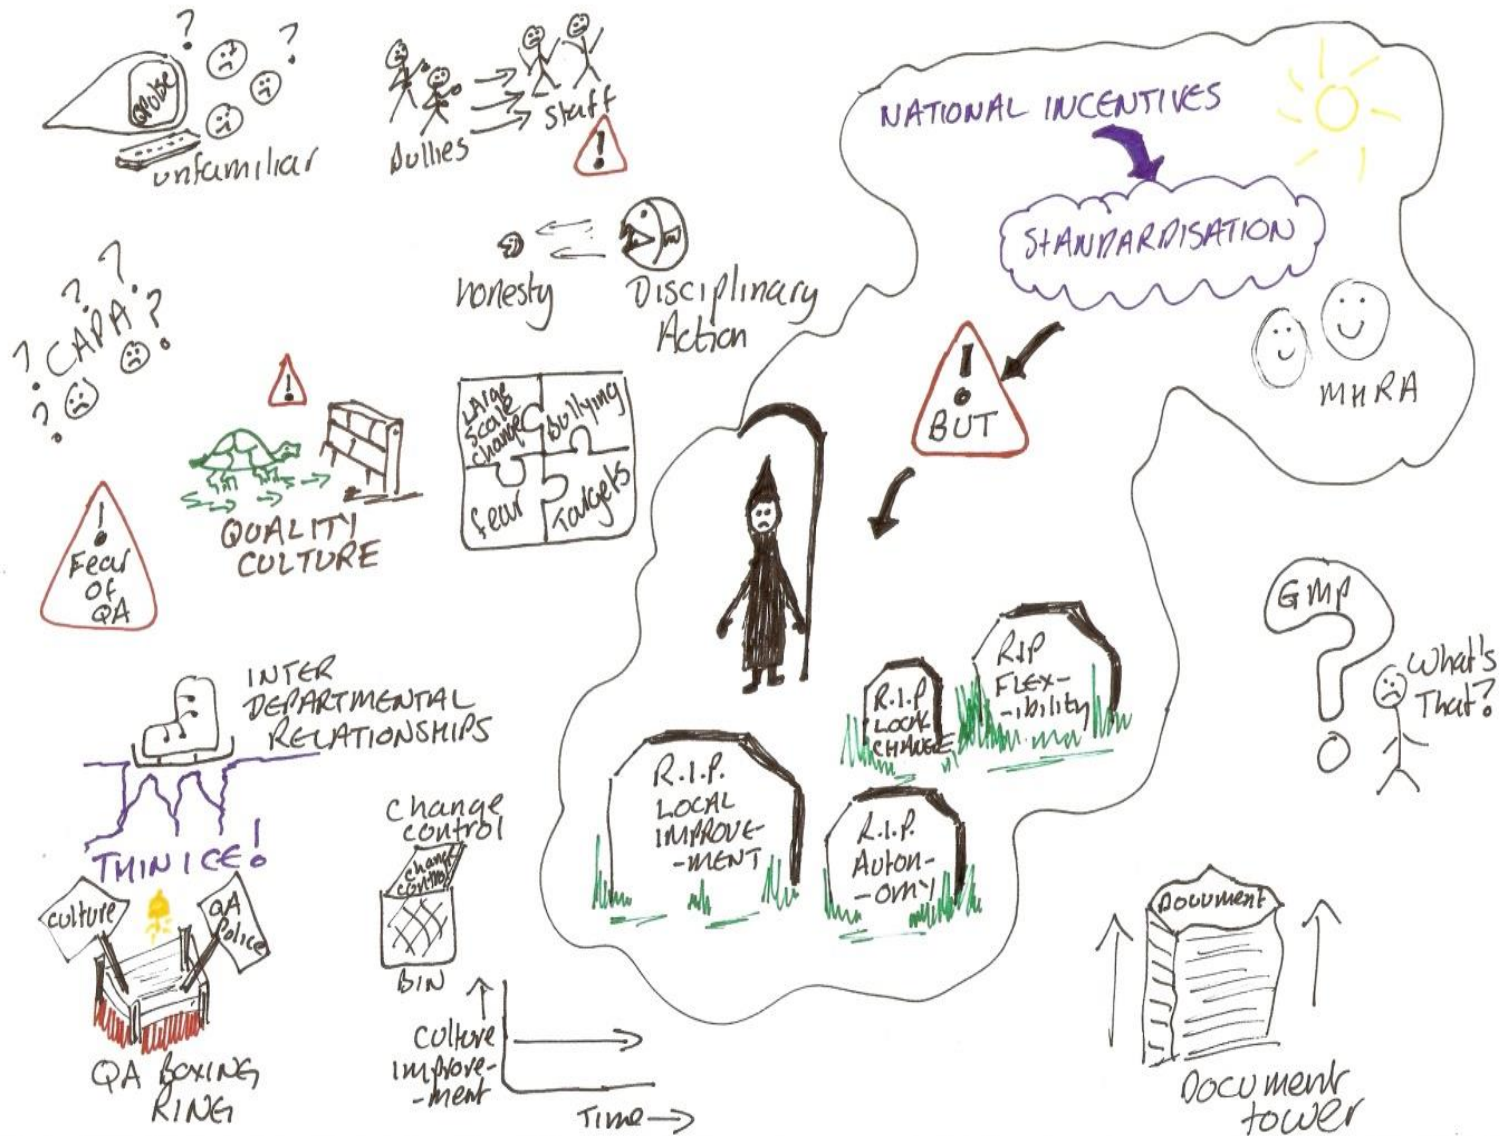 ? ?
QPulse
unfamiliar
Bullies
Staff
!
honesty
Disciplinary
Action
? ? ?
? CAPA ?
?
!
QUALITY
CULTURE
LARGE
Scale
change
bullying
fear
Targets
!
Fear
OF
QA
NATIONAL INCENTIVES
STANDARDISATION
!
BUT
MHRA
R.I.P
FLEX-
-ibility
R.I.P
LOCAL
CHANGE
R.I.P.
LOCAL
IMPROVE-
-MENT
R.I.P.
AUTON-
-omy
GMP
?
What's
That?
INTER
DEPARTMENTAL
RELATIONSHIPS
THIN ICE!
culture
QA
Police
QA BOXING
RING
change
control
change
control
BIN
Culture
improve-
-ment
Time
DOCUMENT
DOCUMENT
tower